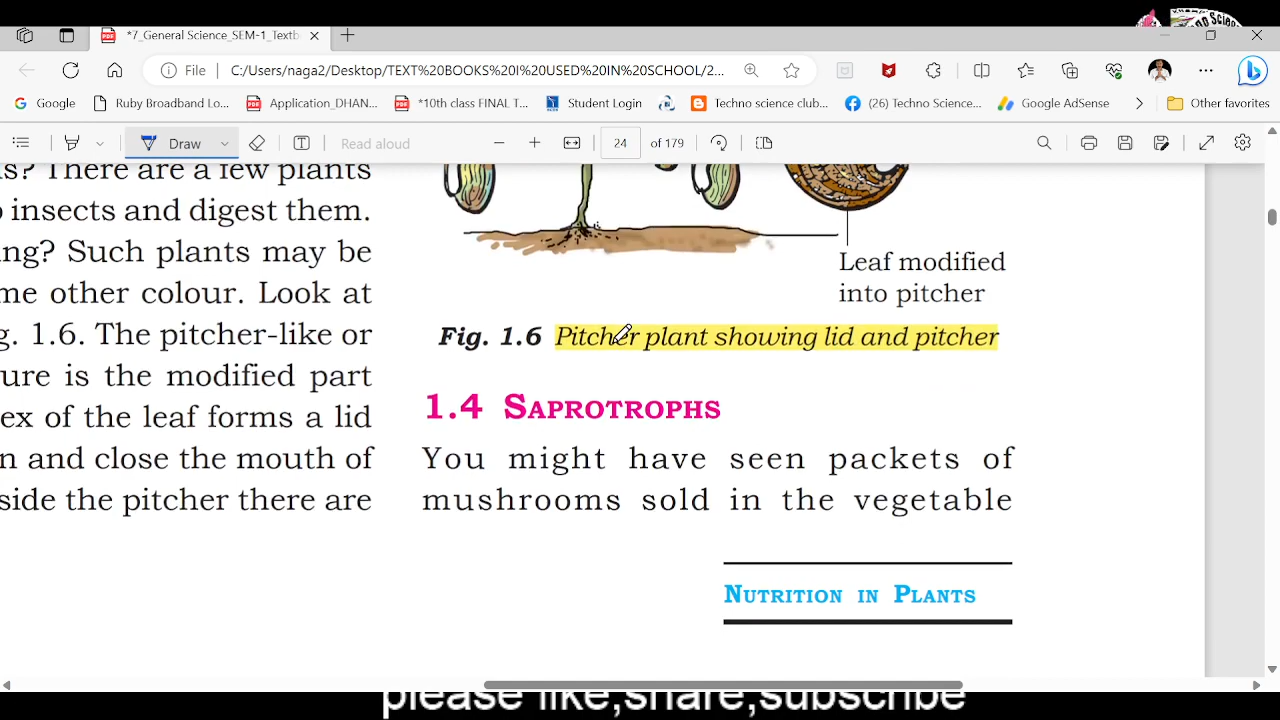 *7_General Science_SEM-1_Textb
File C:/Users/naga2/Desktop/TEXT%20BOOKS%20I%20USED%20IN%20SCHOOL/2...
Google Ruby Broadband Lo... Application_DHAN... *10th class FINAL T... Student Login Techno science club... (26) Techno Science... Google AdSense Other favorites
Draw Read aloud 24 of 179
s? There are a few plants
insects and digest them.
ing? Such plants may be
me other colour. Look at
g. 1.6. The pitcher-like or
ure is the modified part
ex of the leaf forms a lid
n and close the mouth of
side the pitcher there are
Leaf modified
into pitcher
Fig. 1.6 Pitcher plant showing lid and pitcher
1.4 SAPROTROPHS
You might have seen packets of
mushrooms sold in the vegetable
NUTRITION IN PLANTS
please like,share,subscribe